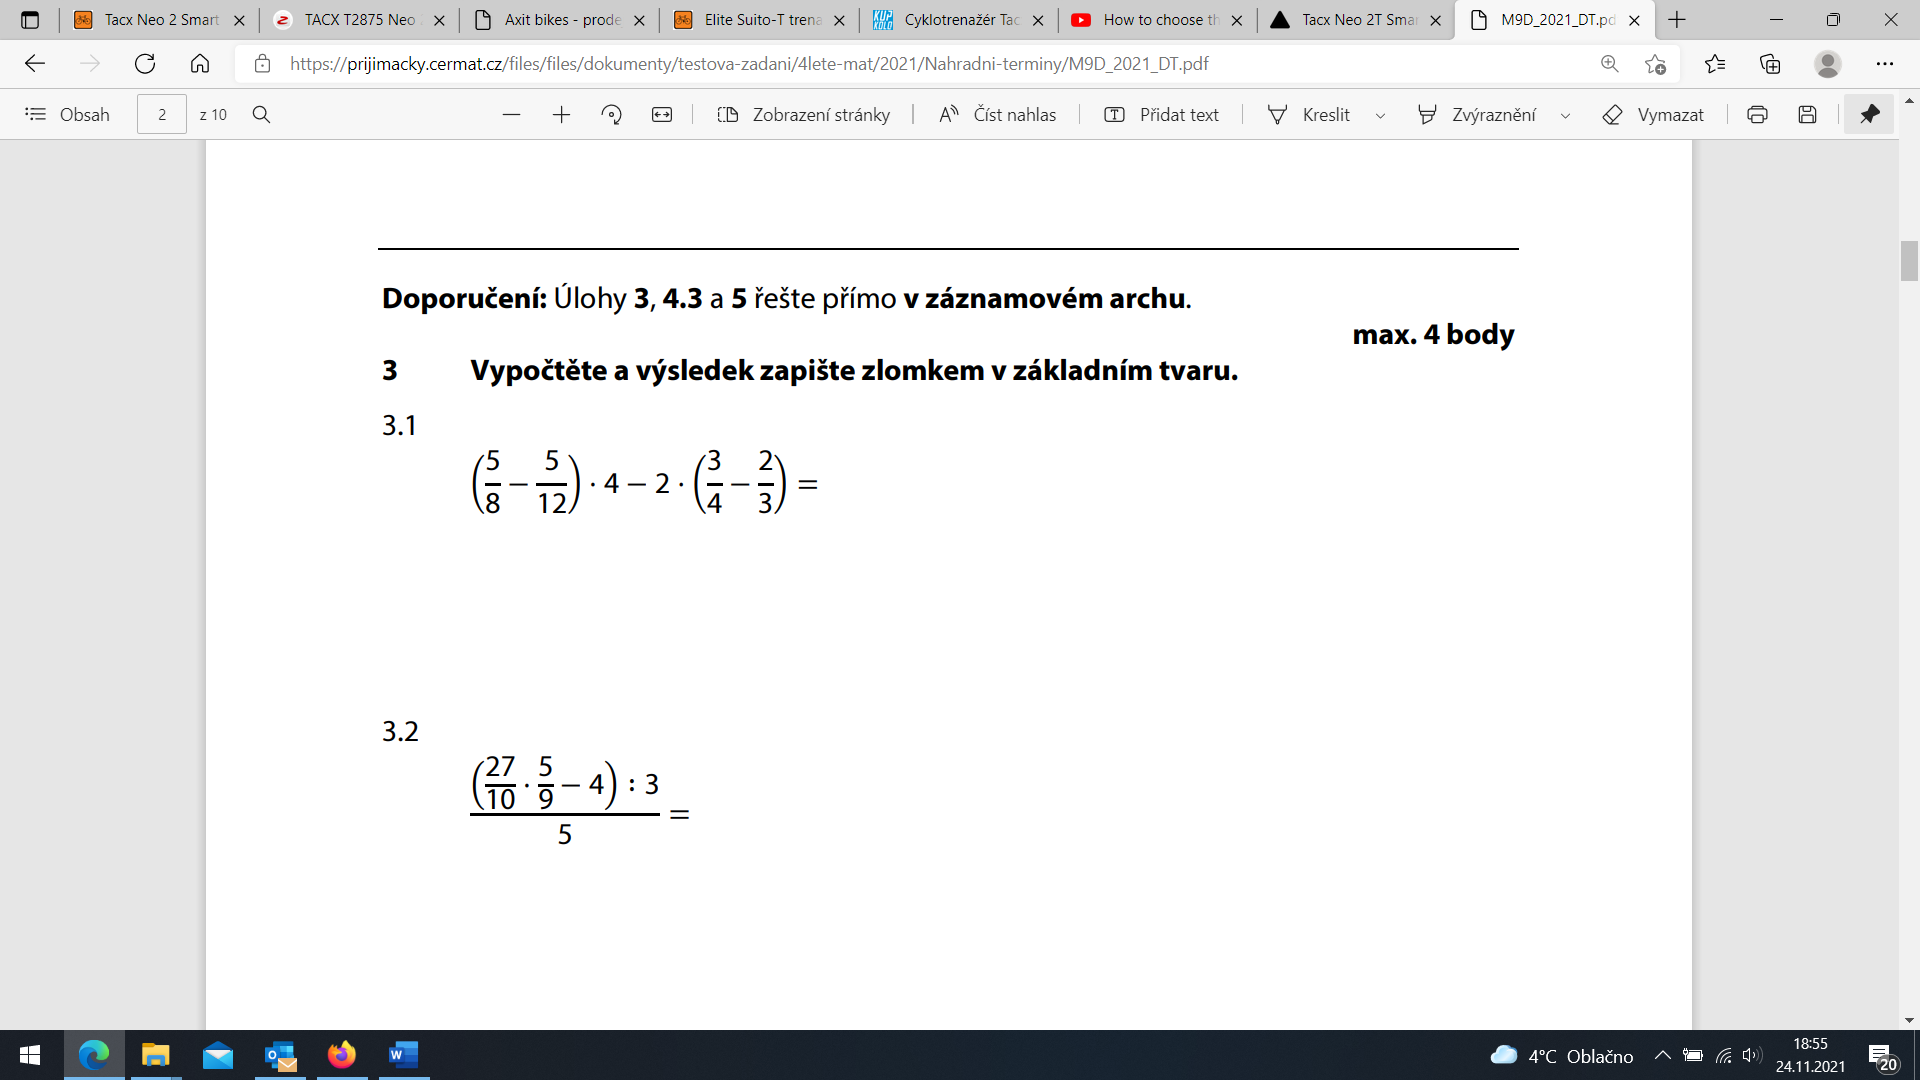 Tacx Neo 2 Smart
TACX T2875 Neo 2
Axit bikes - prode
Elite Suito-T trena
Cyklotrenažér Tac
How to choose th
Tacx Neo 2T Smar
M9D_2021_DT.pd
https://prijimacky.cermat.cz/files/files/dokumenty/testova-zadani/4lete-mat/2021/Nahradni-terminy/M9D_2021_DT.pdf
Obsah 2 z 10 Zobrazení stránky Číst nahlas Přidat text Kreslit Zvýraznění Vymazat
Doporučení: Úlohy 3, 4.3 a 5 řešte přímo v záznamovém archu.
max. 4 body
3 Vypočtěte a výsledek zapište zlomkem v základním tvaru.
3.1
(5/8 − 5/12) · 4 − 2 · (3/4 − 2/3) =
3.2
((27/10 · 5/9 − 4) : 3)/5 =
4°C Oblačno
18:55
24.11.2021
20